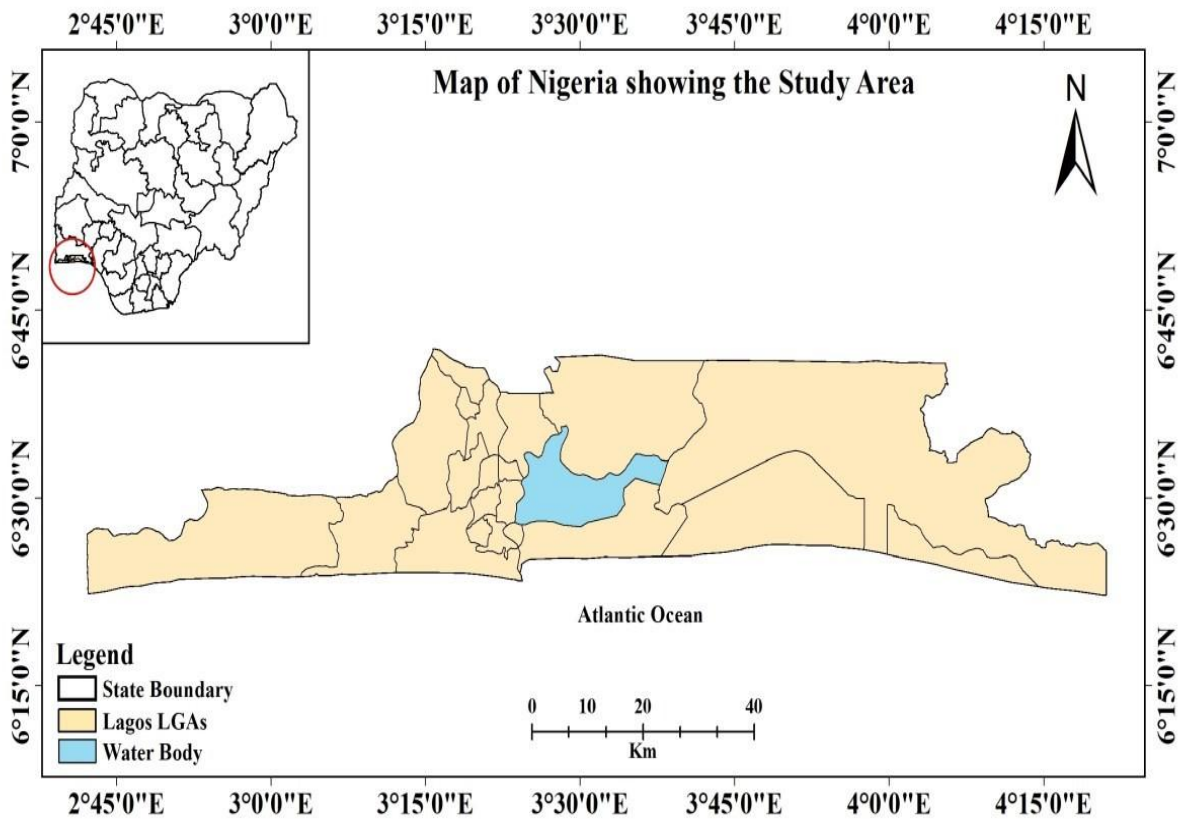 2°45'0"E 3°0'0"E 3°15'0"E 3°30'0"E 3°45'0"E 4°0'0"E 4°15'0"E
Map of Nigeria showing the Study Area
N
7°0'0"N 7°0'0"N
6°45'0"N 6°45'0"N
6°30'0"N 6°30'0"N
Atlantic Ocean
6°15'0"N 6°15'0"N
Legend
State Boundary
Lagos LGAs
Water Body
0 10 20 40
Km
2°45'0"E 3°0'0"E 3°15'0"E 3°30'0"E 3°45'0"E 4°0'0"E 4°15'0"E